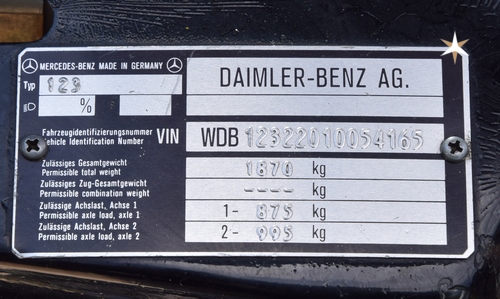 MERCEDES-BENZ MADE IN GERMANY
DAIMLER-BENZ AG.
Typ 123
%
Fahrzeugidentifizierungsnummer
Vehicle Identification Number VIN WDB 12322010054165
Zulässiges Gesamtgewicht
Permissible total weight 1870 kg
Zulässiges Zug-Gesamtgewicht
Permissible combination weight ---- kg
Zulässige Achslast, Achse 1
Permissible axle load, axle 1 1- 875 kg
Zulässige Achslast, Achse 2
Permissible axle load, axle 2 2- 995 kg